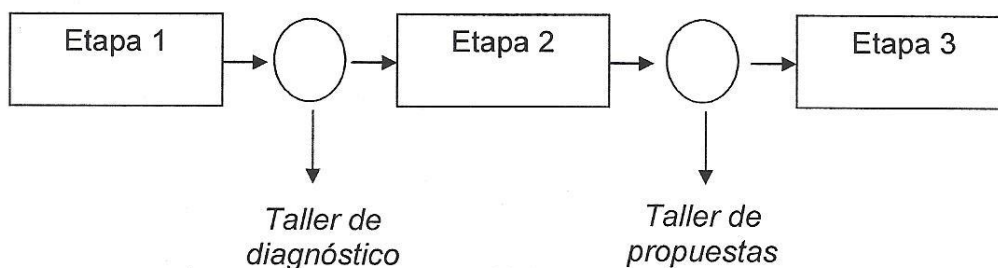 Etapa 1
Etapa 2
Etapa 3
Taller de
diagnóstico
Taller de
propuestas